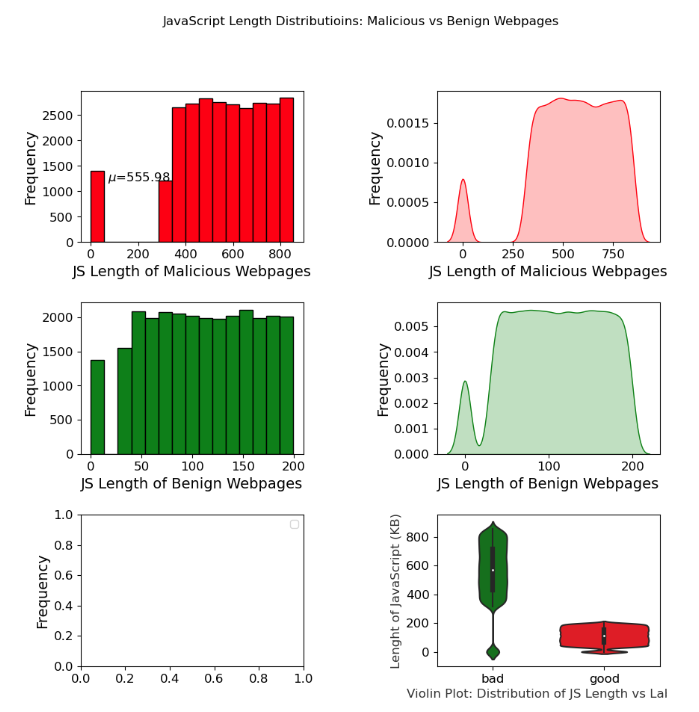 JavaScript Length Distributioins: Malicious vs Benign Webpages
Frequency
2500
2000
1500
1000
500
0
μ=555.98
0 200 400 600 800
JS Length of Malicious Webpages
Frequency
0.0015
0.0010
0.0005
0.0000
0 250 500 750
JS Length of Malicious Webpages
Frequency
2000
1500
1000
500
0
0 50 100 150 200
JS Length of Benign Webpages
Frequency
0.005
0.004
0.003
0.002
0.001
0.000
0 100 200
JS Length of Benign Webpages
Frequency
1.0
0.8
0.6
0.4
0.2
0.0
0.0 0.2 0.4 0.6 0.8 1.0
Lenght of JavaScript (KB)
800
600
400
200
0
bad good
Violin Plot: Distribution of JS Length vs Lal